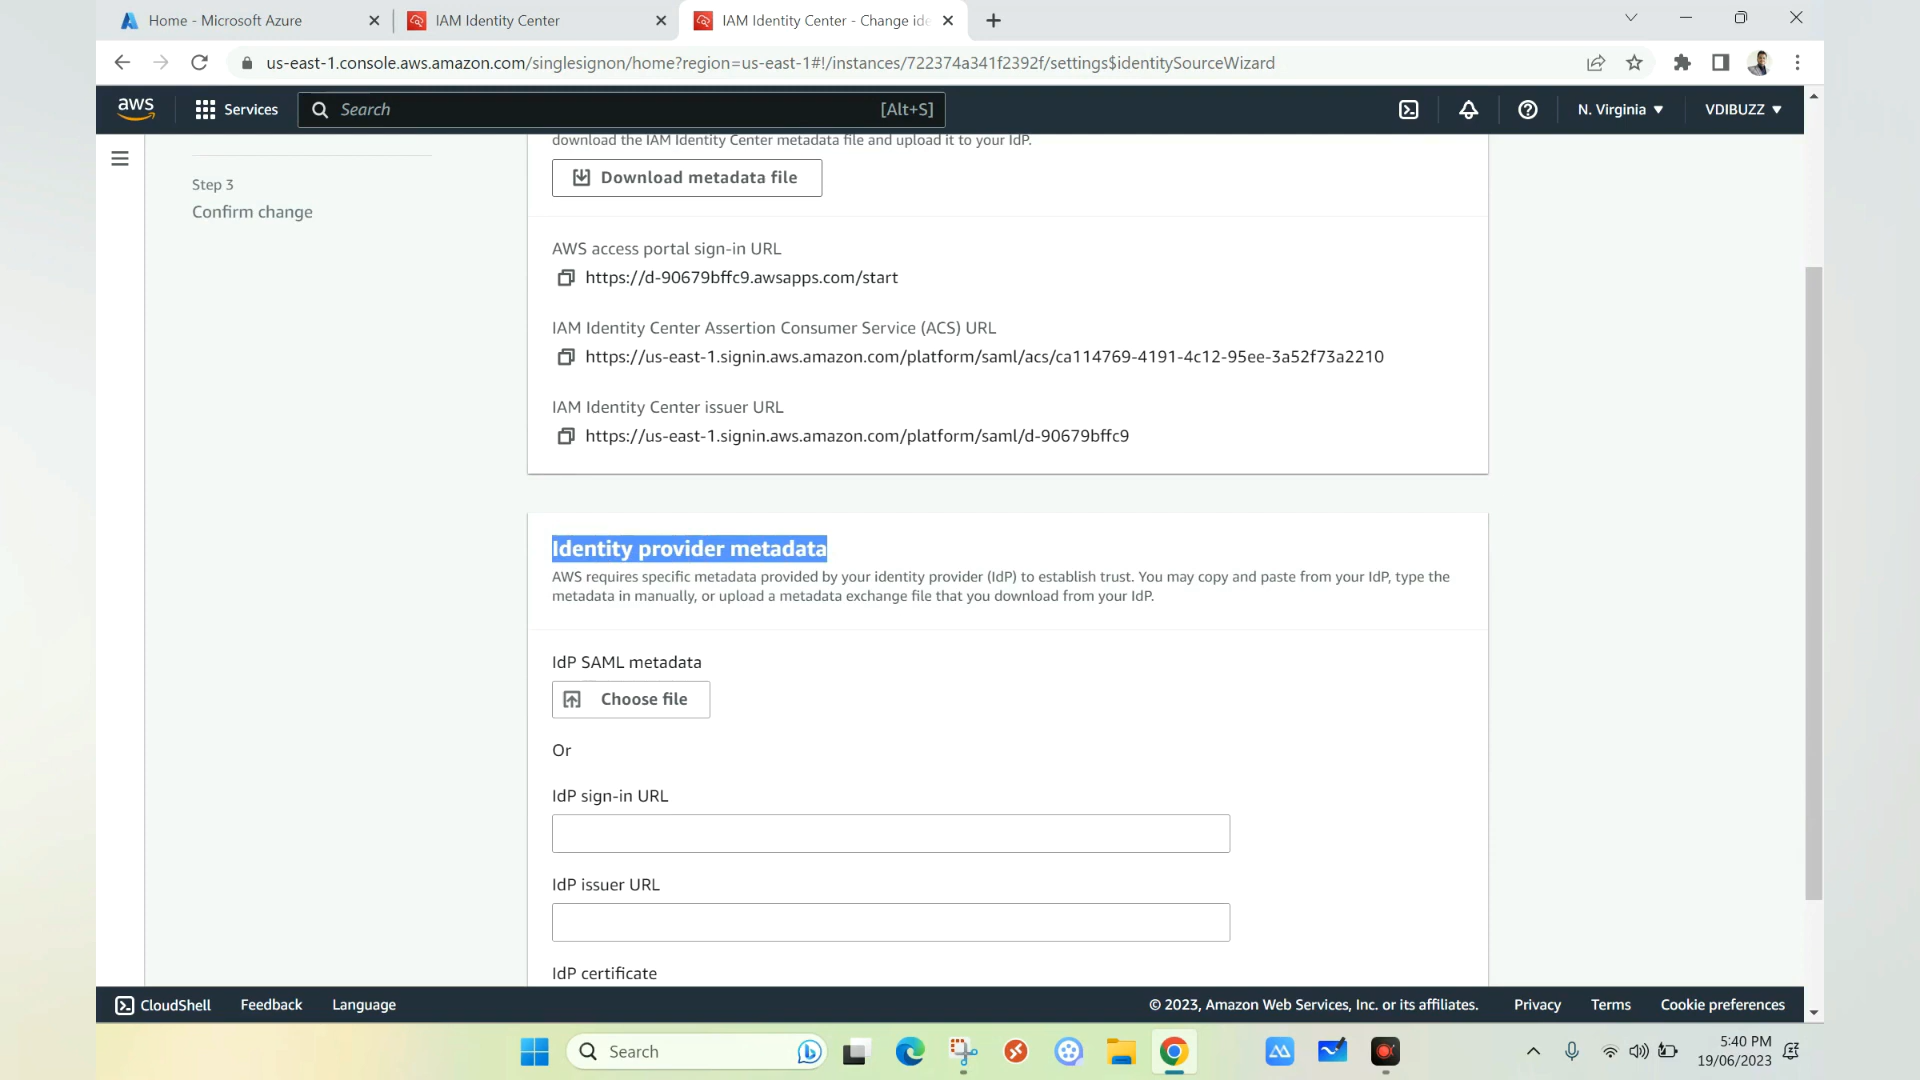 Home - Microsoft Azure
IAM Identity Center
IAM Identity Center - Change ide
us-east-1.console.aws.amazon.com/singlesignon/home?region=us-east-1#!/instances/722374a341f2392f/settings$identitySourceWizard
aws
Services
Search
[Alt+S]
N. Virginia
VDIBUZZ
Step 3
Confirm change
download the IAM Identity Center metadata file and upload it to your IdP.
Download metadata file
AWS access portal sign-in URL
https://d-90679bffc9.awsapps.com/start
IAM Identity Center Assertion Consumer Service (ACS) URL
https://us-east-1.signin.aws.amazon.com/platform/saml/acs/ca114769-4191-4c12-95ee-3a52f73a2210
IAM Identity Center issuer URL
https://us-east-1.signin.aws.amazon.com/platform/saml/d-90679bffc9
Identity provider metadata
AWS requires specific metadata provided by your identity provider (IdP) to establish trust. You may copy and paste from your IdP, type the
metadata in manually, or upload a metadata exchange file that you download from your IdP.
IdP SAML metadata
Choose file
Or
IdP sign-in URL
IdP issuer URL
IdP certificate
CloudShell
Feedback
Language
© 2023, Amazon Web Services, Inc. or its affiliates.
Privacy
Terms
Cookie preferences
Search
5:40 PM
19/06/2023